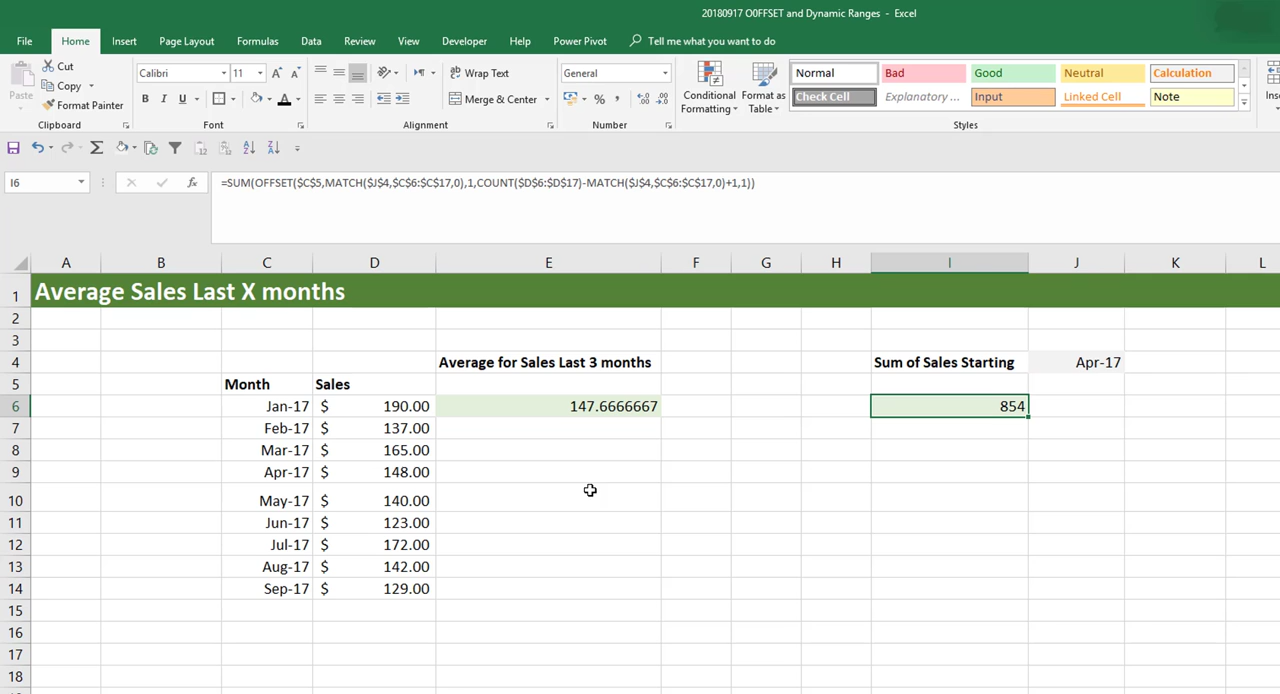 20180917 O0FFSET and Dynamic Ranges - Excel
File Home Insert Page Layout Formulas Data Review View Developer Help Power Pivot Tell me what you want to do
Paste Cut Copy Format Painter
Calibri 11
B I U A
Wrap Text
Merge & Center
General
$ % ,
Conditional Formatting
Format as Table
Normal Bad Good Neutral Calculation
Check Cell Explanatory ... Input Linked Cell Note
Clipboard Font Alignment Number Styles
I6 fx =SUM(OFFSET($C$5,MATCH($J$4,$C$6:$C$17,0),1,COUNT($D$6:$D$17)-MATCH($J$4,$C$6:$C$17,0)+1,1))
A B C D E F G H I J K L
1 Average Sales Last X months
2
3
4 Average for Sales Last 3 months Sum of Sales Starting Apr-17
5 Month Sales
6 Jan-17 $ 190.00 147.6666667 854
7 Feb-17 $ 137.00
8 Mar-17 $ 165.00
9 Apr-17 $ 148.00
10 May-17 $ 140.00
11 Jun-17 $ 123.00
12 Jul-17 $ 172.00
13 Aug-17 $ 142.00
14 Sep-17 $ 129.00
15
16
17
18